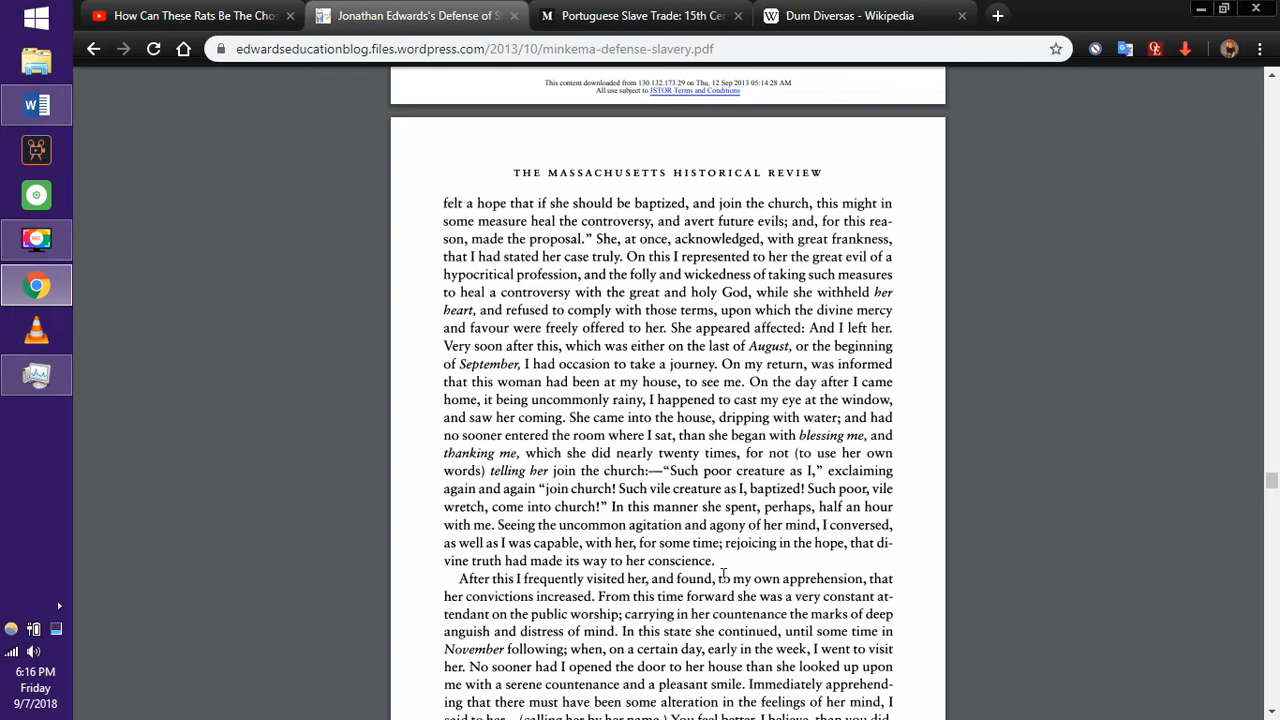 How Can These Rats Be The Cho
Jonathan Edwards's Defense of S
Portuguese Slave Trade: 15th Ce
Dum Diversas - Wikipedia
edwardseducationblog.files.wordpress.com/2013/10/minkema-defense-slavery.pdf
This content downloaded from 130.132.173.29 on Thu, 12 Sep 2013 05:14:28 AM
All use subject to JSTOR Terms and Conditions
THE MASSACHUSETTS HISTORICAL REVIEW
felt a hope that if she should be baptized, and join the church, this might in
some measure heal the controversy, and avert future evils; and, for this rea-
son, made the proposal.” She, at once, acknowledged, with great frankness,
that I had stated her case truly. On this I represented to her the great evil of a
hypocritical profession, and the folly and wickedness of taking such measures
to heal a controversy with the great and holy God, while she withheld her
heart, and refused to comply with those terms, upon which the divine mercy
and favour were freely offered to her. She appeared affected: And I left her.
Very soon after this, which was either on the last of August, or the beginning
of September, I had occasion to take a journey. On my return, was informed
that this woman had been at my house, to see me. On the day after I came
home, it being uncommonly rainy, I happened to cast my eye at the window,
and saw her coming. She came into the house, dripping with water; and had
no sooner entered the room where I sat, than she began with blessing me, and
thanking me, which she did nearly twenty times, for not (to use her own
words) telling her join the church:—“Such poor creature as I,” exclaiming
again and again “join church! Such vile creature as I, baptized! Such poor, vile
wretch, come into church!” In this manner she spent, perhaps, half an hour
with me. Seeing the uncommon agitation and agony of her mind, I conversed,
as well as I was capable, with her, for some time; rejoicing in the hope, that di-
vine truth had made its way to her conscience.
After this I frequently visited her, and found, to my own apprehension, that
her convictions increased. From this time forward she was a very constant at-
tendant on the public worship; carrying in her countenance the marks of deep
anguish and distress of mind. In this state she continued, until some time in
November following; when, on a certain day, early in the week, I went to visit
her. No sooner had I opened the door to her house than she looked up upon
me with a serene countenance and a pleasant smile. Immediately apprehend-
ing that there must have been some alteration in the feelings of her mind, I
said to her—(calling her by her name,) You feel better, I believe, than you did
6:16 PM
Friday
9/7/2018